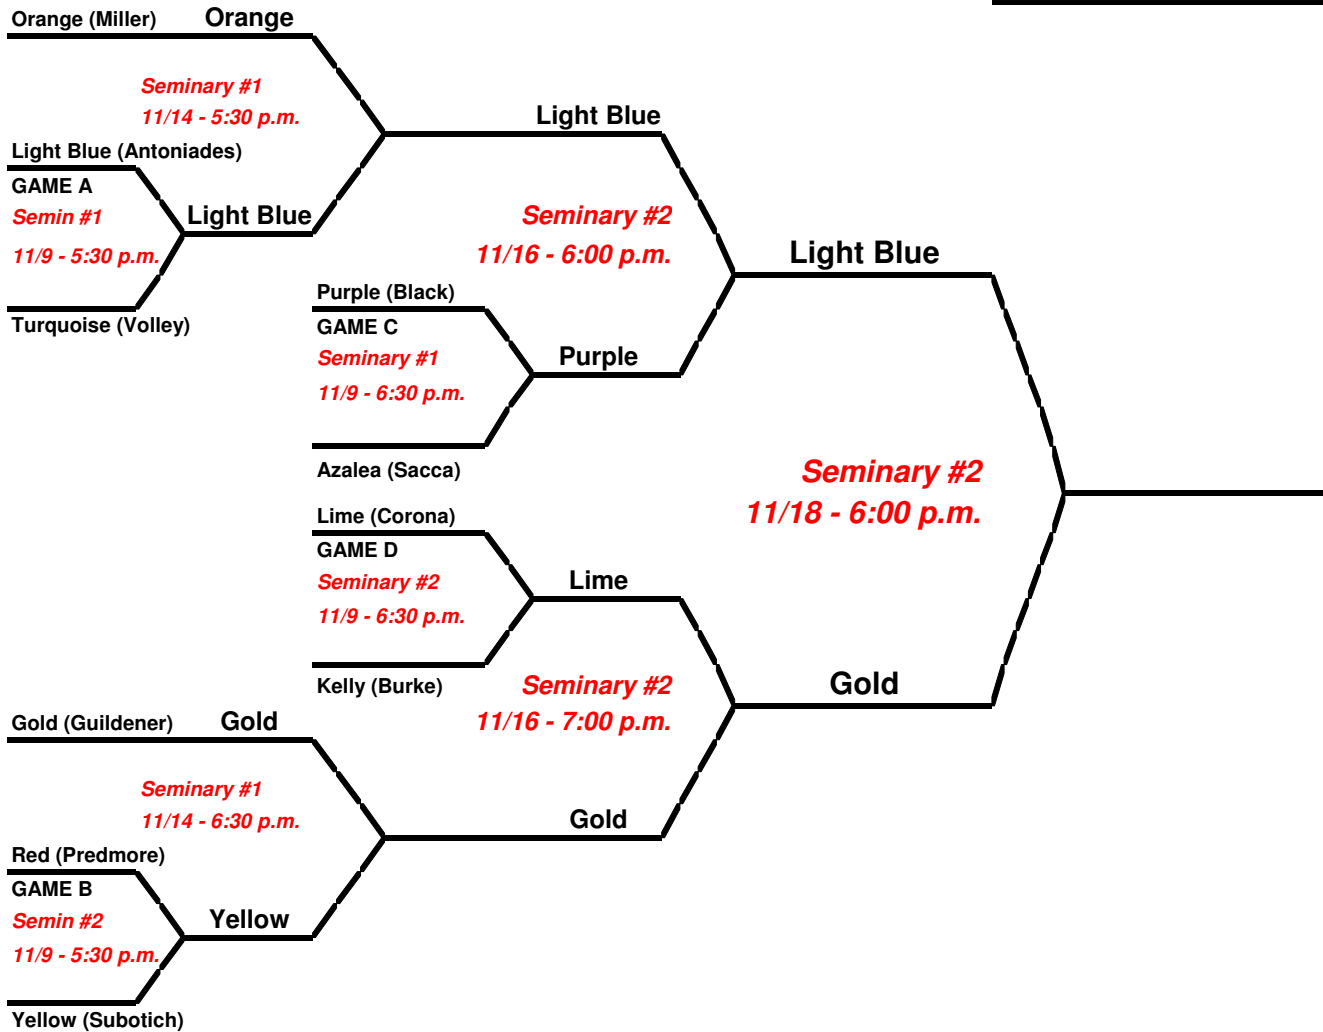 Orange (Miller) Orange
Seminary #1
11/14 - 5:30 p.m.
Light Blue
Light Blue (Antoniades)
GAME A
Semin #1
Light Blue
11/9 - 5:30 p.m.
Turquoise (Volley)
Seminary #2
11/16 - 6:00 p.m.
Light Blue
Purple (Black)
GAME C
Seminary #1
Purple
11/9 - 6:30 p.m.
Azalea (Sacca)
Seminary #2
11/18 - 6:00 p.m.
Lime (Corona)
GAME D
Seminary #2
Lime
11/9 - 6:30 p.m.
Kelly (Burke)
Seminary #2
11/16 - 7:00 p.m.
Gold
Gold (Guildener) Gold
Seminary #1
11/14 - 6:30 p.m.
Gold
Red (Predmore)
GAME B
Semin #2
Yellow
11/9 - 5:30 p.m.
Yellow (Subotich)